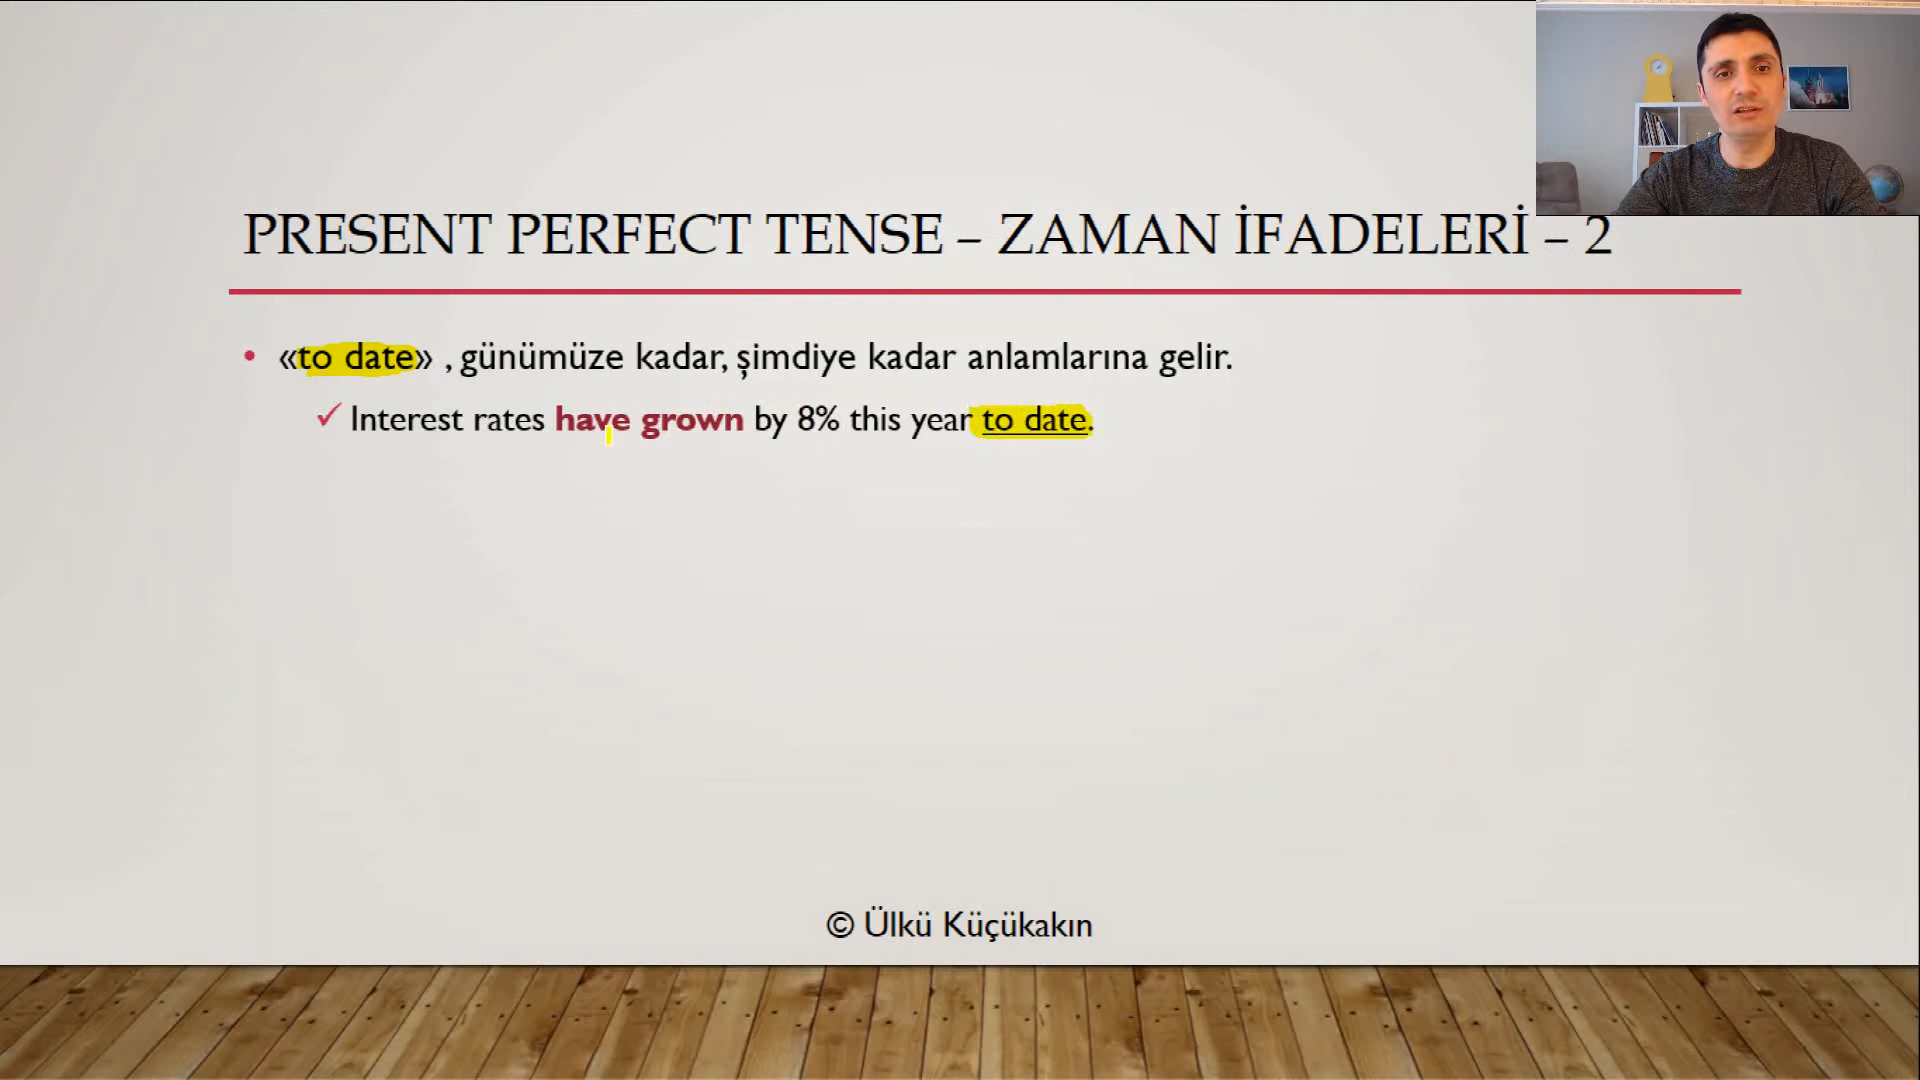 PRESENT PERFECT TENSE – ZAMAN İFADELERİ – 2
• «to date» , günümüze kadar, şimdiye kadar anlamlarına gelir.
✓ Interest rates have grown by 8% this year to date.
© Ülkü Küçükakın